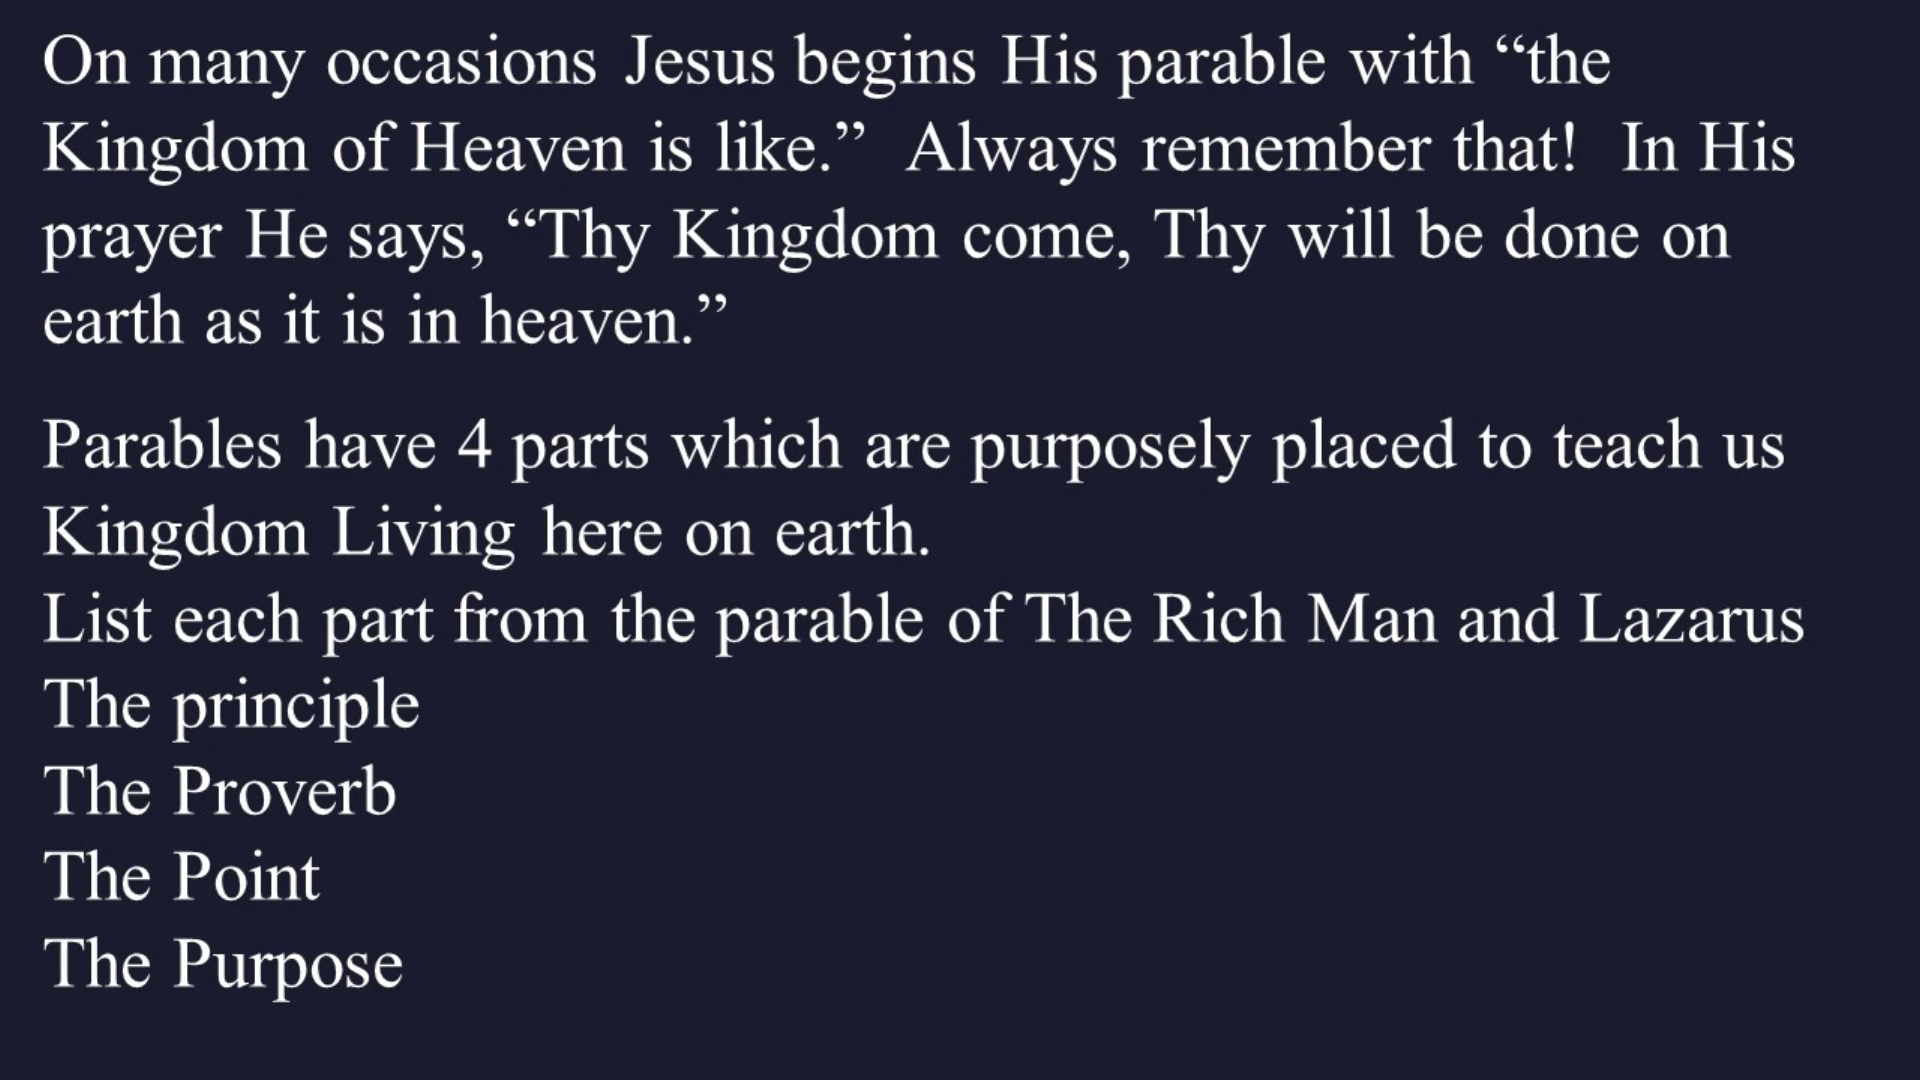 On many occasions Jesus begins His parable with “the
Kingdom of Heaven is like.”  Always remember that!  In His
prayer He says, “Thy Kingdom come, Thy will be done on
earth as it is in heaven.”
Parables have 4 parts which are purposely placed to teach us
Kingdom Living here on earth.
List each part from the parable of The Rich Man and Lazarus
The principle
The Proverb
The Point
The Purpose